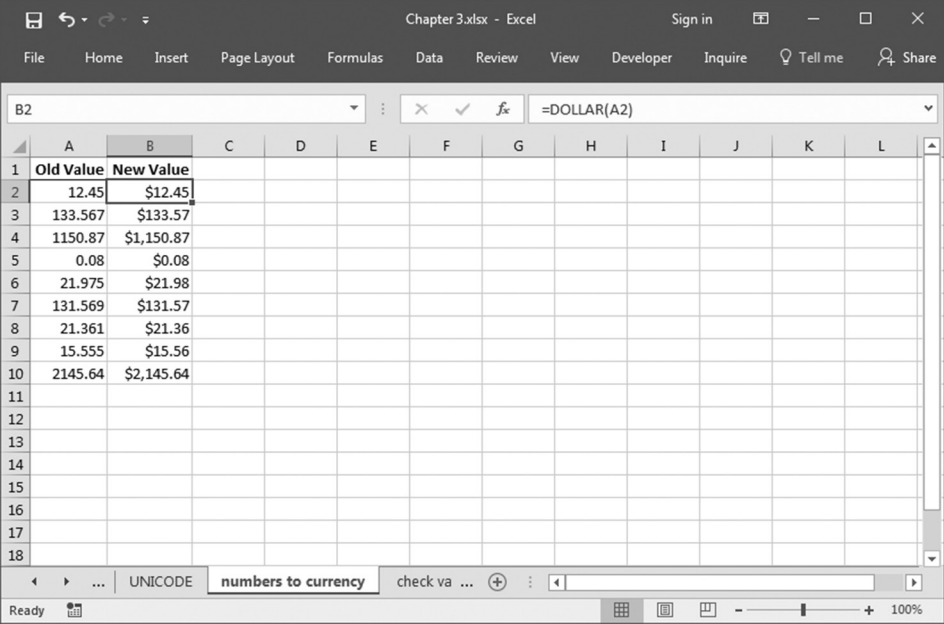 Chapter 3.xlsx - Excel Sign in
File Home Insert Page Layout Formulas Data Review View Developer Inquire Tell me Share
B2 fx =DOLLAR(A2)
A B C D E F G H I J K L
1 Old Value New Value
2 12.45 $12.45
3 133.567 $133.57
4 1150.87 $1,150.87
5 0.08 $0.08
6 21.975 $21.98
7 131.569 $131.57
8 21.361 $21.36
9 15.555 $15.56
10 2145.64 $2,145.64
11
12
13
14
15
16
17
18
... UNICODE numbers to currency check va ...
Ready 100%